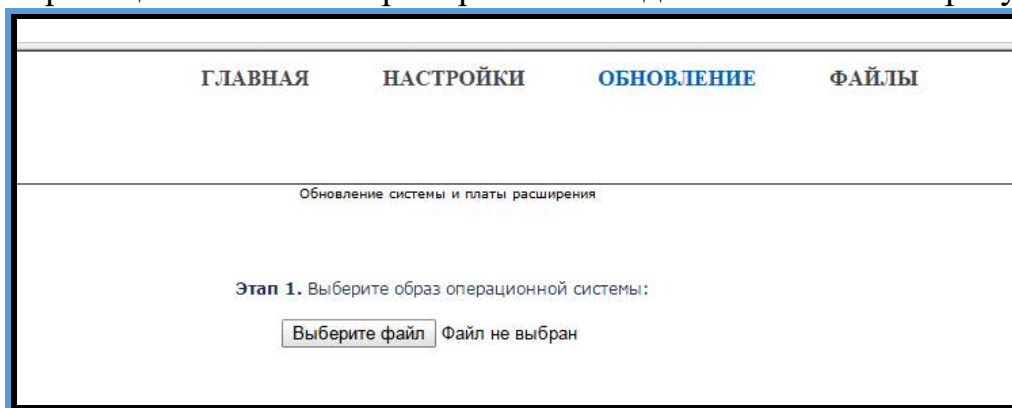 ГЛАВНАЯ НАСТРОЙКИ ОБНОВЛЕНИЕ ФАЙЛЫ
Обновление системы и платы расширения
Этап 1. Выберите образ операционной системы:
Выберите файл Файл не выбран